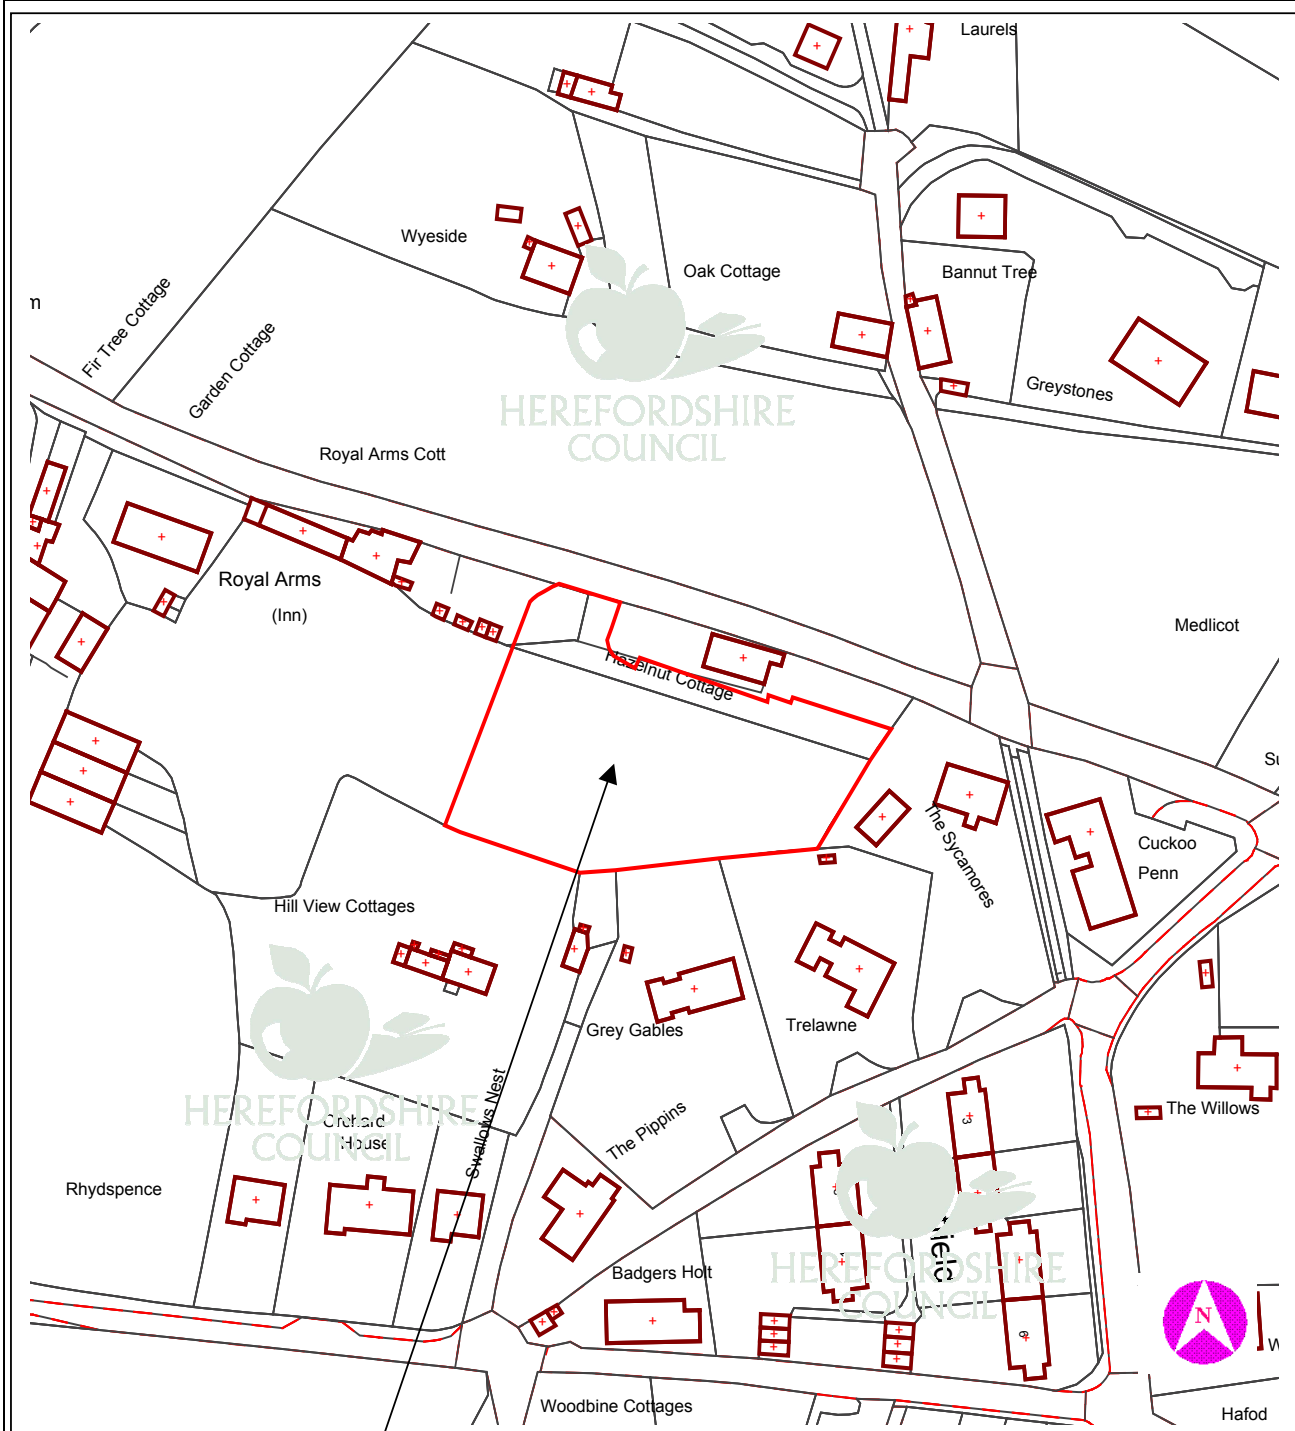 Laurels
Wyeside
Oak Cottage
Bannut Tree
Fir Tree Cottage
Garden Cottage
HEREFORDSHIRE
COUNCIL
Greystones
Royal Arms Cott
Royal Arms
(Inn)
Medlicot
Hazelnut Cottage
The Sycamores
Cuckoo
Penn
Hill View Cottages
Grey Gables
Trelawne
HEREFORDSHIRE
COUNCIL
Orchard
House
Swallows Nest
The Pippins
The Willows
3
Rhydspence
HEREFORDSHIRE
COUNCIL
Badgers Holt
6
N
Woodbine Cottages
Hafod